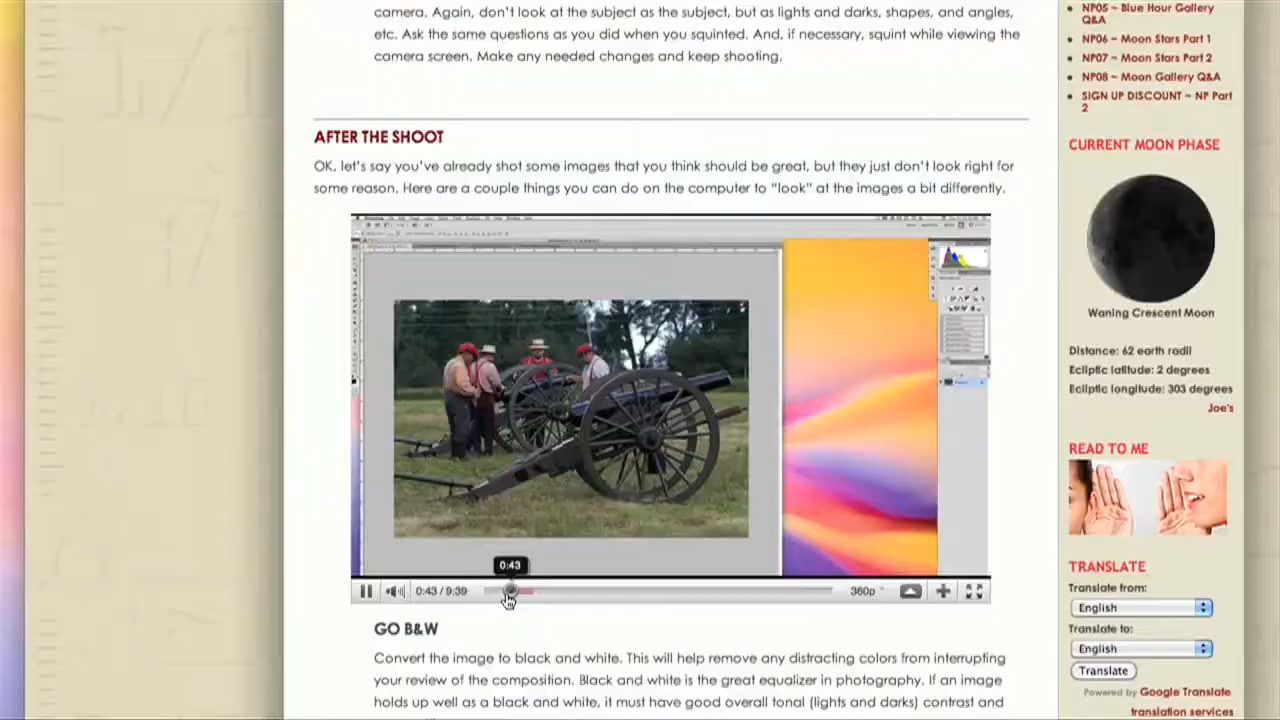 camera. Again, don't look at the subject as the subject, but as lights and darks, shapes, and angles,
etc. Ask the same questions as you did when you squinted. And, if necessary, squint while viewing the
camera screen. Make any needed changes and keep shooting.
AFTER THE SHOOT
OK, let's say you've already shot some images that you think should be great, but they just don't look right for
some reason. Here are a couple things you can do on the computer to "look" at the images a bit differently.
0:43
0:43 / 9:39
360p
GO B&W
Convert the image to black and white. This will help remove any distracting colors from interrupting
your review of the composition. Black and white is the great equalizer in photography. If an image
holds up well as a black and white, it must have good overall tonal (lights and darks) contrast and
NP05 ~ Blue Hour Gallery
Q&A
NP06 ~ Moon Stars Part 1
NP07 ~ Moon Stars Part 2
NP08 ~ Moon Gallery Q&A
SIGN UP DISCOUNT ~ NP Part
2
CURRENT MOON PHASE
Waning Crescent Moon
Distance: 62 earth radii
Ecliptic latitude: 2 degrees
Ecliptic longitude: 303 degrees
Joe's
READ TO ME
TRANSLATE
Translate from:
English
Translate to:
English
Translate
Powered by Google Translate
translation services